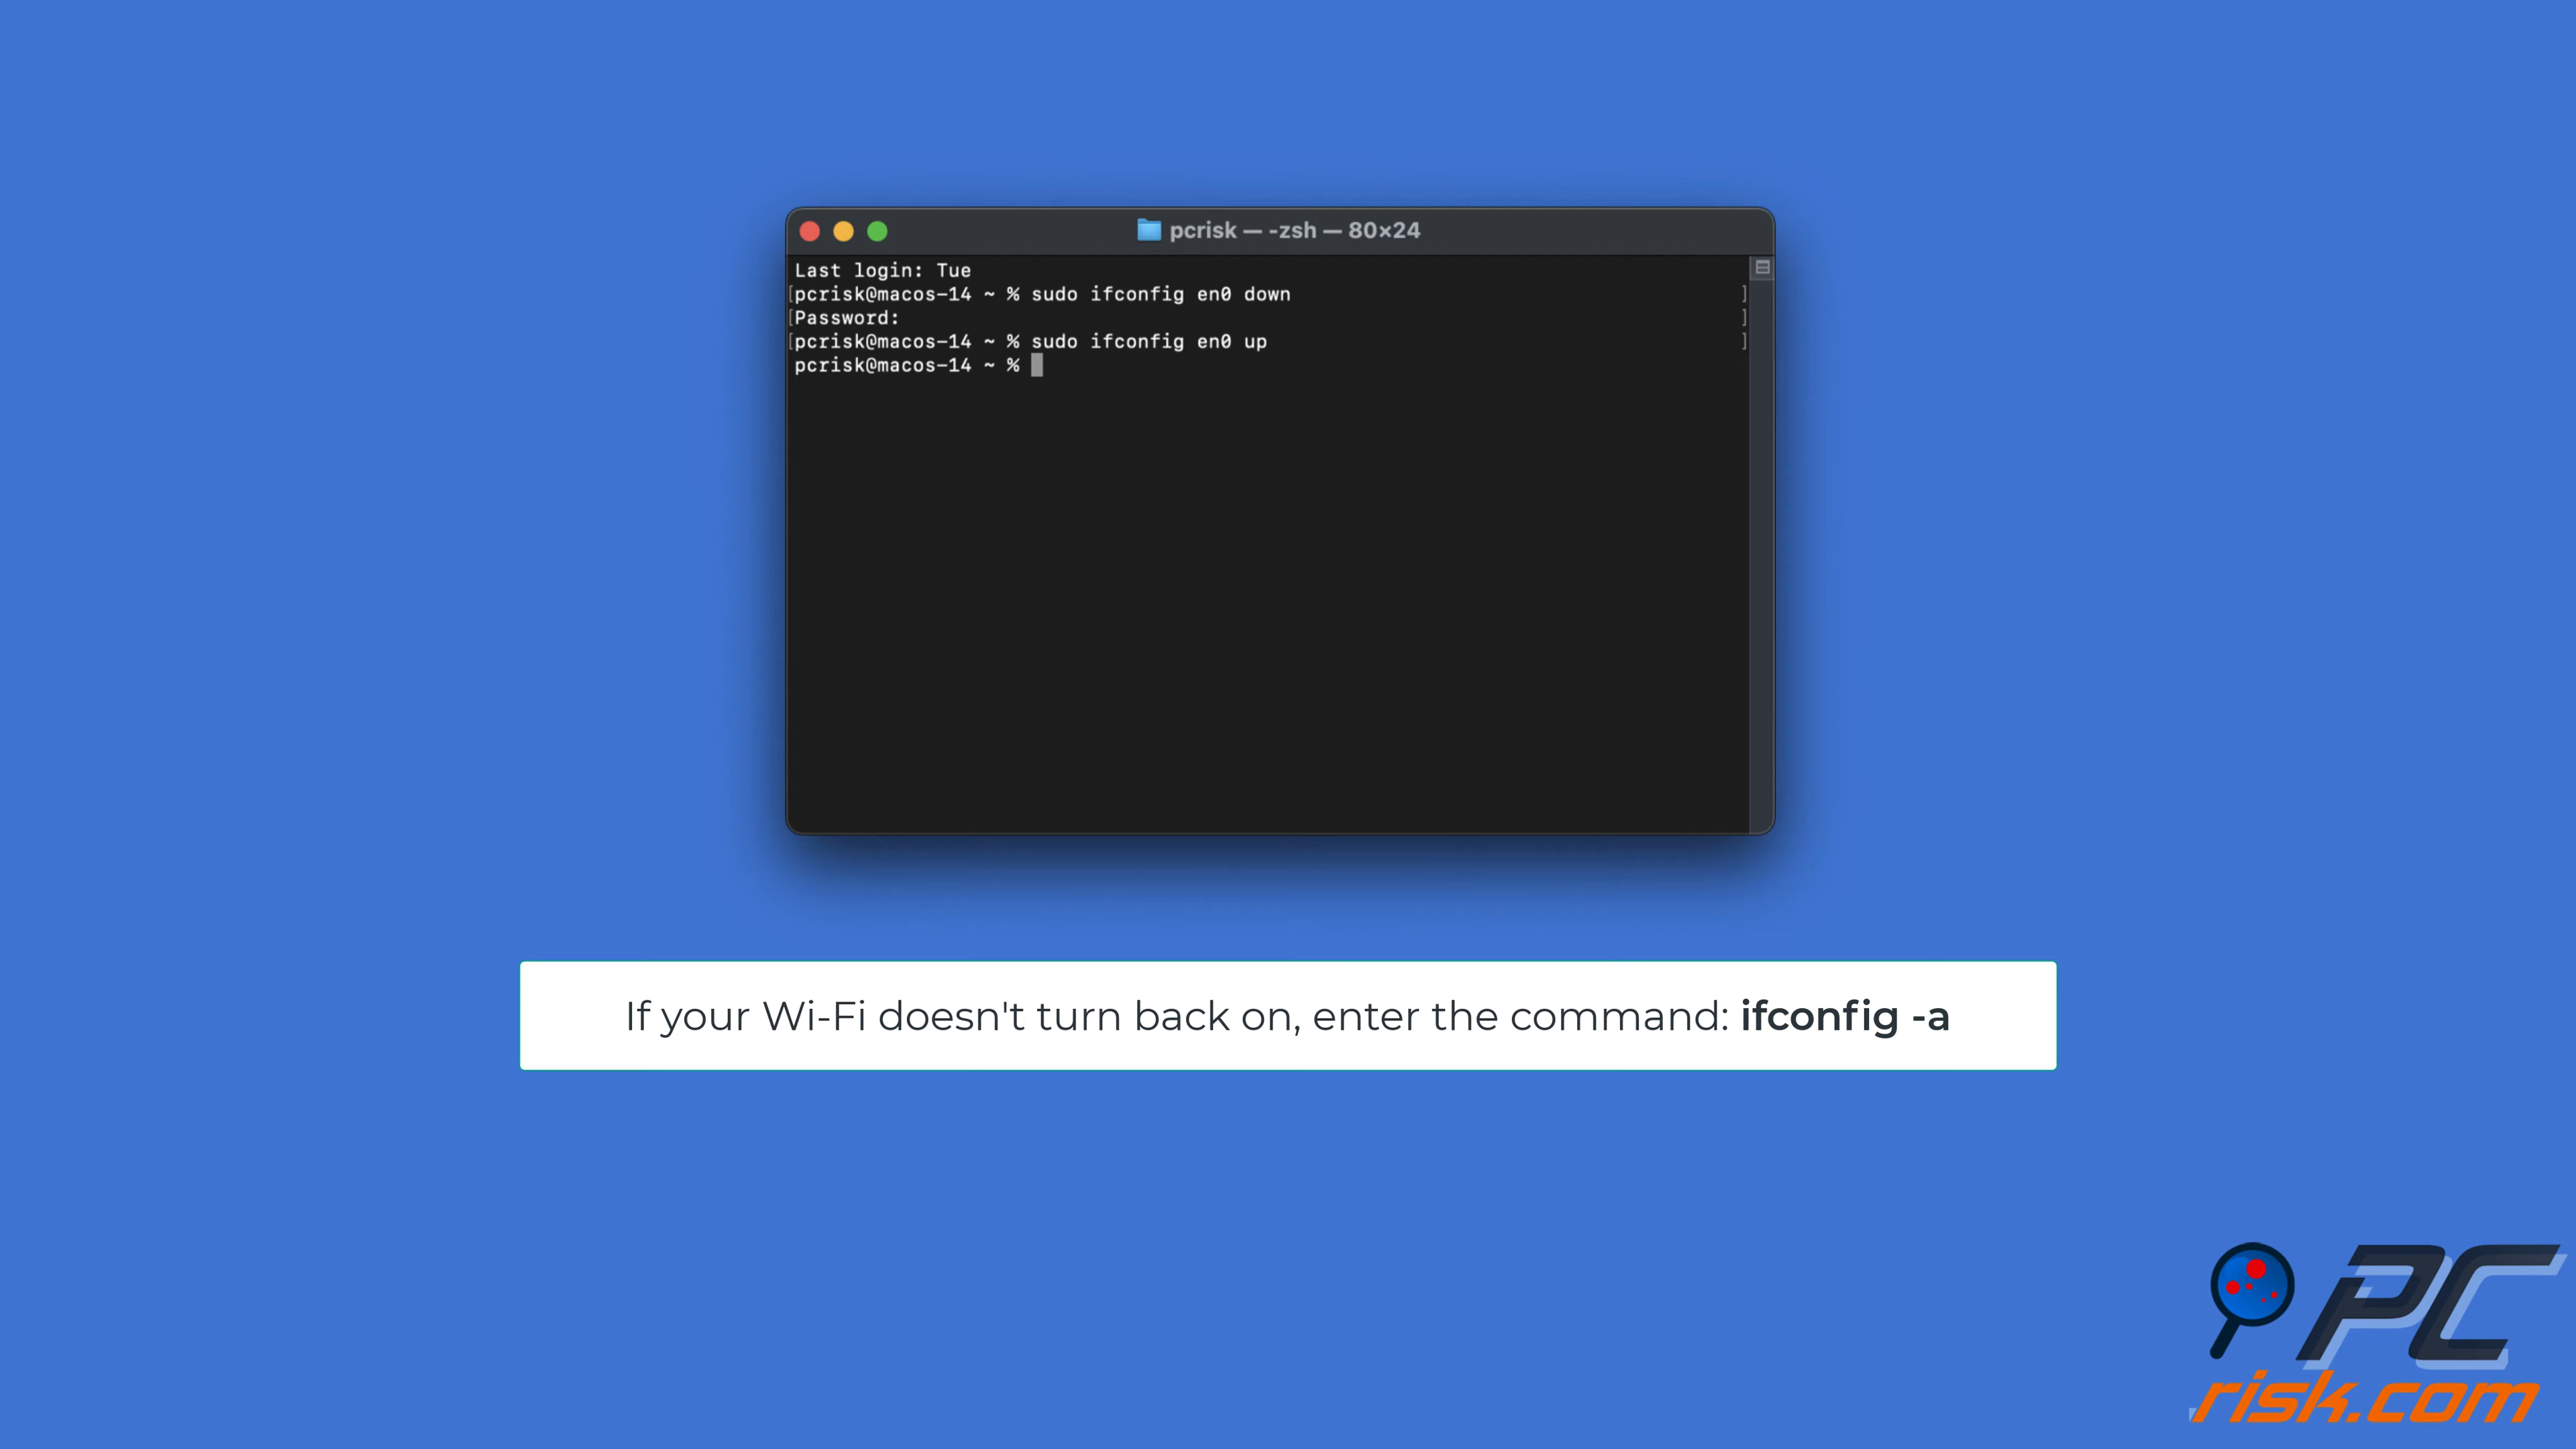 pcrisk — -zsh — 80×24
Last login: Tue
[pcrisk@macos-14 ~ % sudo ifconfig en0 down ]
[Password: ]
[pcrisk@macos-14 ~ % sudo ifconfig en0 up ]
pcrisk@macos-14 ~ %
If your Wi-Fi doesn't turn back on, enter the command: ifconfig -a
PC
risk.com